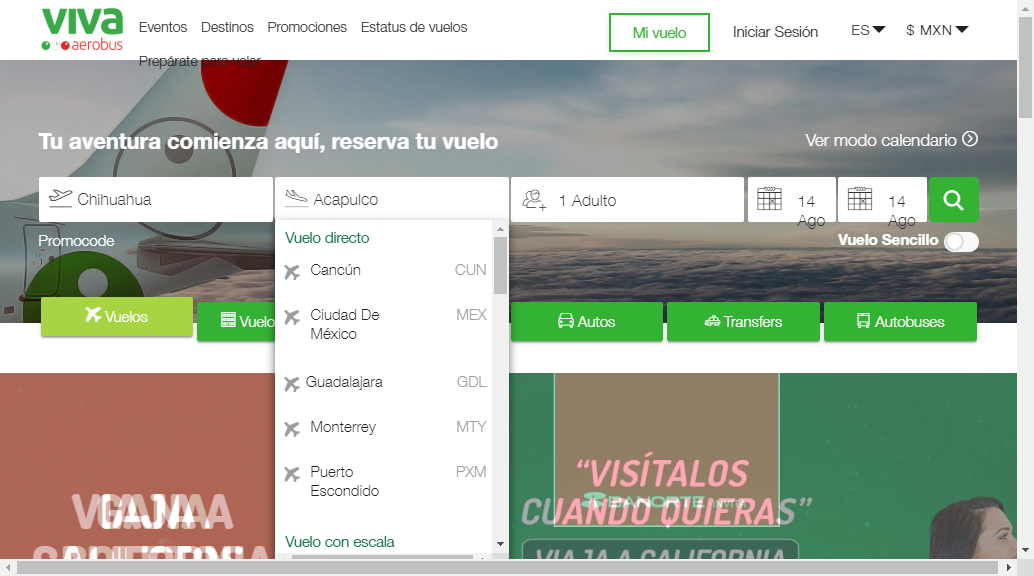 viva
aerobus
Eventos Destinos Promociones Estatus de vuelos
Prepárate para volar
Mi vuelo
Iniciar Sesión
ES
$ MXN
Tu aventura comienza aquí, reserva tu vuelo
Ver modo calendario
Chihuahua
Acapulco
1 Adulto
14
Ago
14
Ago
Promocode
Vuelo Sencillo
Vuelo directo
Cancún CUN
Ciudad De MEX
México
Guadalajara GDL
Monterrey MTY
Puerto PXM
Escondido
Vuelo con escala
Vuelos
Vuelo
Autos
Transfers
Autobuses
“VISÍTALOS
CUANDO QUIERAS”
BANORTE INVITA
VIAJA A CALIFORNIA